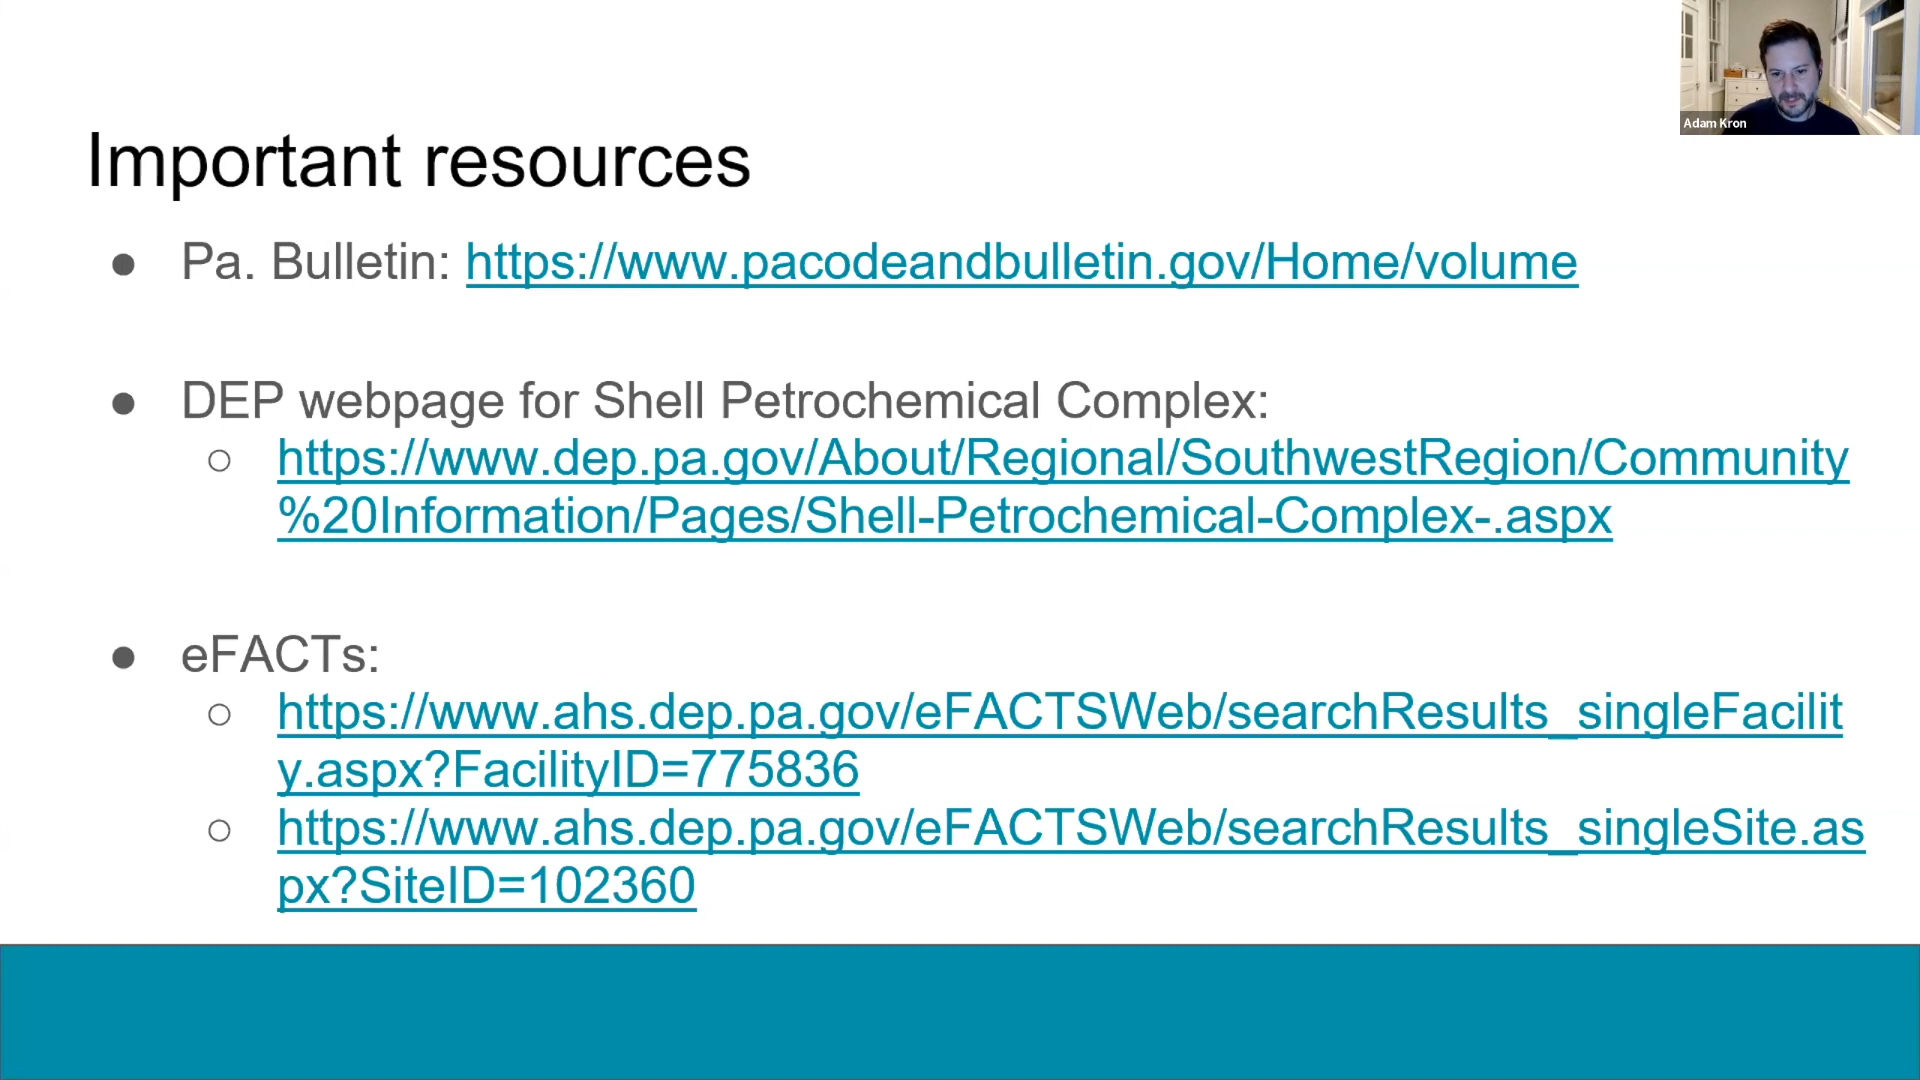 Adam Kron
Important resources
● Pa. Bulletin: https://www.pacodeandbulletin.gov/Home/volume
● DEP webpage for Shell Petrochemical Complex:
○ https://www.dep.pa.gov/About/Regional/SouthwestRegion/Community
%20Information/Pages/Shell-Petrochemical-Complex-.aspx
● eFACTs:
○ https://www.ahs.dep.pa.gov/eFACTSWeb/searchResults_singleFacilit
y.aspx?FacilityID=775836
○ https://www.ahs.dep.pa.gov/eFACTSWeb/searchResults_singleSite.as
px?SiteID=102360